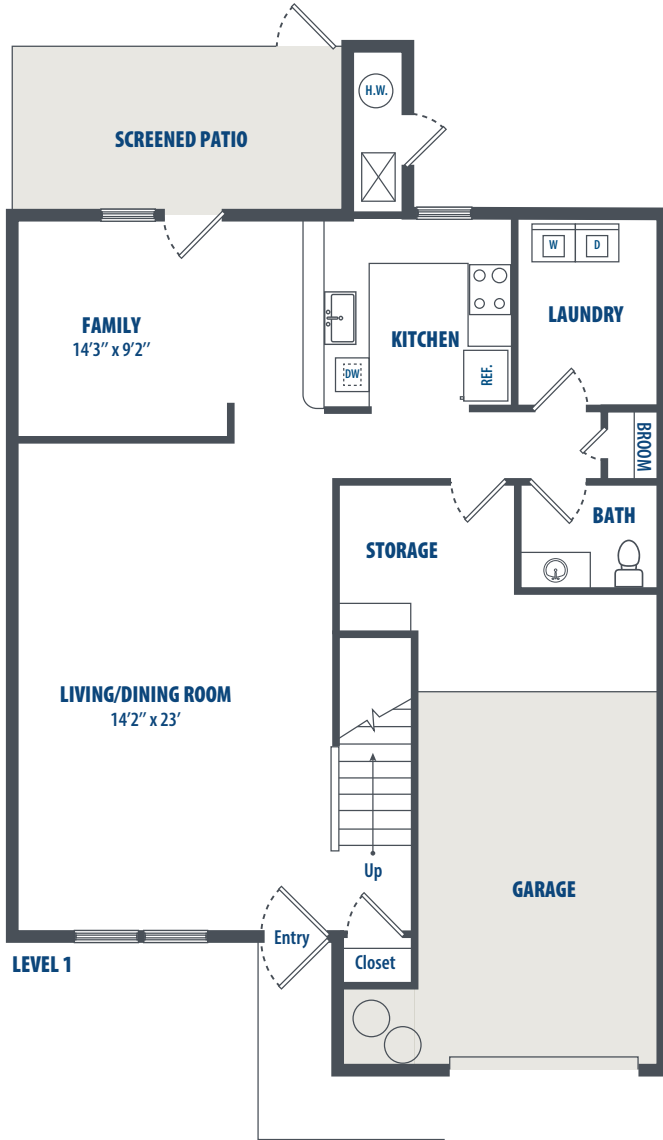 H.W.
SCREENED PATIO
W
D
FAMILY
14'3" x 9'2"
KITCHEN
LAUNDRY
DW
REF.
BROOM
BATH
STORAGE
LIVING/DINING ROOM
14'2" x 23'
Up
GARAGE
Entry
Closet
LEVEL 1